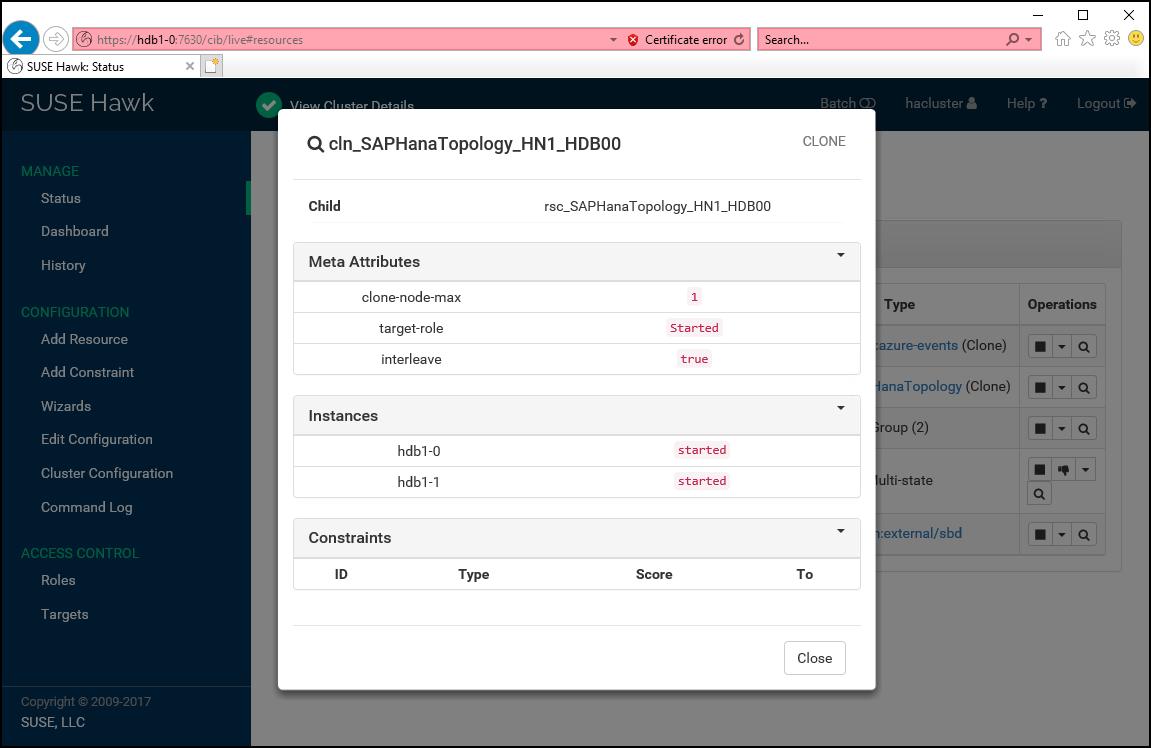 https://hdb1-0:7630/cib/live#resources
Certificate error
Search...
SUSE Hawk: Status
SUSE Hawk
View Cluster Details
Batch
hacluster
Help ?
Logout
MANAGE
Status
Dashboard
History
CONFIGURATION
Add Resource
Add Constraint
Wizards
Edit Configuration
Cluster Configuration
Command Log
ACCESS CONTROL
Roles
Targets
Copyright © 2009-2017
SUSE, LLC
cln_SAPHanaTopology_HN1_HDB00
CLONE
Child rsc_SAPHanaTopology_HN1_HDB00
Meta Attributes
clone-node-max 1
target-role Started
interleave true
Instances
hdb1-0 started
hdb1-1 started
Constraints
ID Type Score To
Close
Type Operations
:azure-events (Clone)
HanaTopology (Clone)
Group (2)
Multi-state
:external/sbd